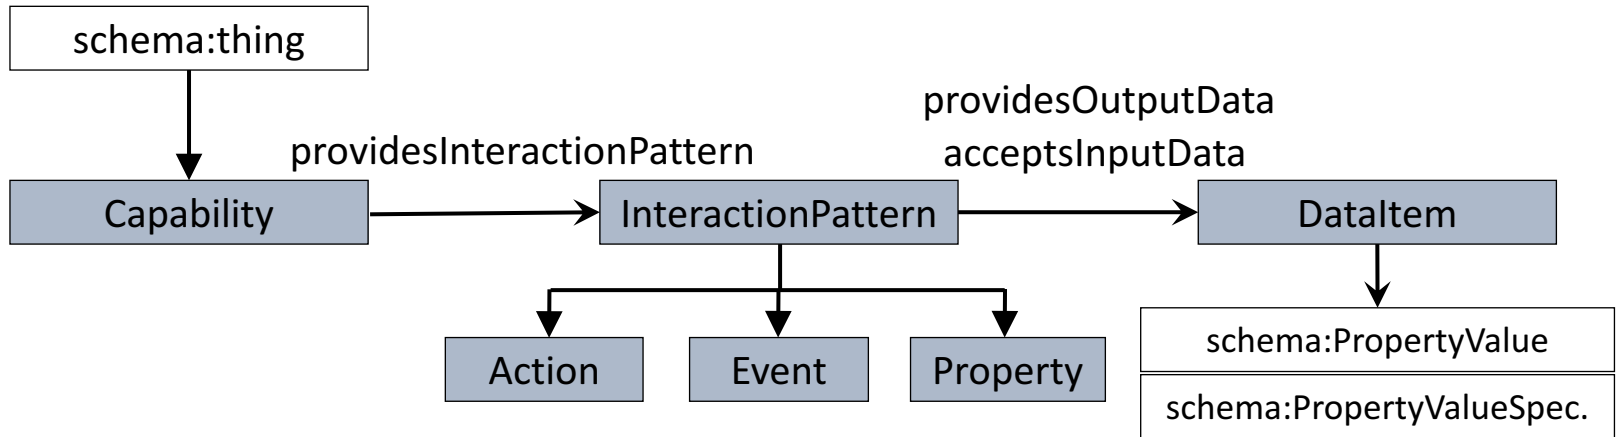 schema:thing
providesOutputData
providesInteractionPattern
acceptsInputData
Capability
InteractionPattern
DataItem
Action
Event
Property
schema:PropertyValue
schema:PropertyValueSpec.